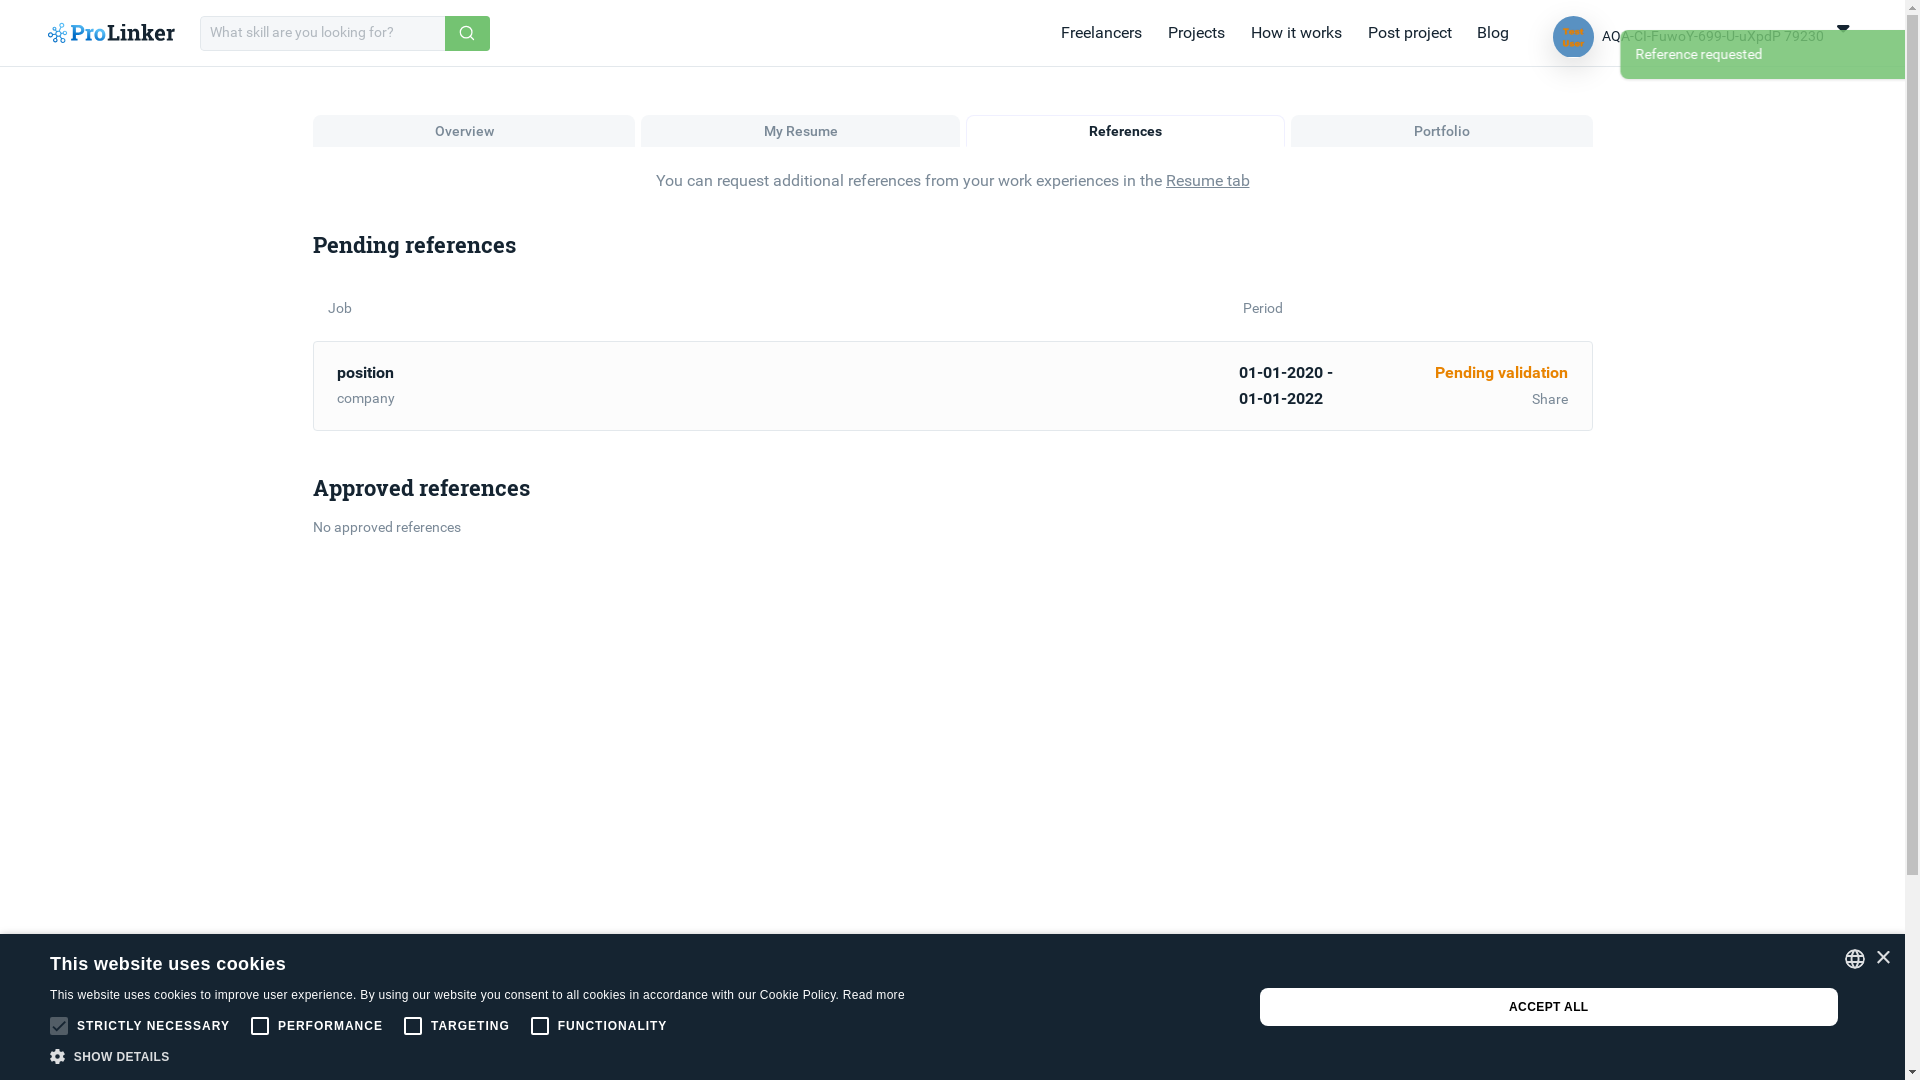 ProLinker
What skill are you looking for?
Freelancers
Projects
How it works
Post project
Blog
Test
User
AQA-CI-FuwoY-699-U-uXpdP 79230
Reference requested
Overview
My Resume
References
Portfolio
You can request additional references from your work experiences in the Resume tab
Pending references
Job
Period
position
company
01-01-2020 -
01-01-2022
Pending validation
Share
Approved references
No approved references
This website uses cookies
This website uses cookies to improve user experience. By using our website you consent to all cookies in accordance with our Cookie Policy. Read more
STRICTLY NECESSARY
PERFORMANCE
TARGETING
FUNCTIONALITY
SHOW DETAILS
ACCEPT ALL